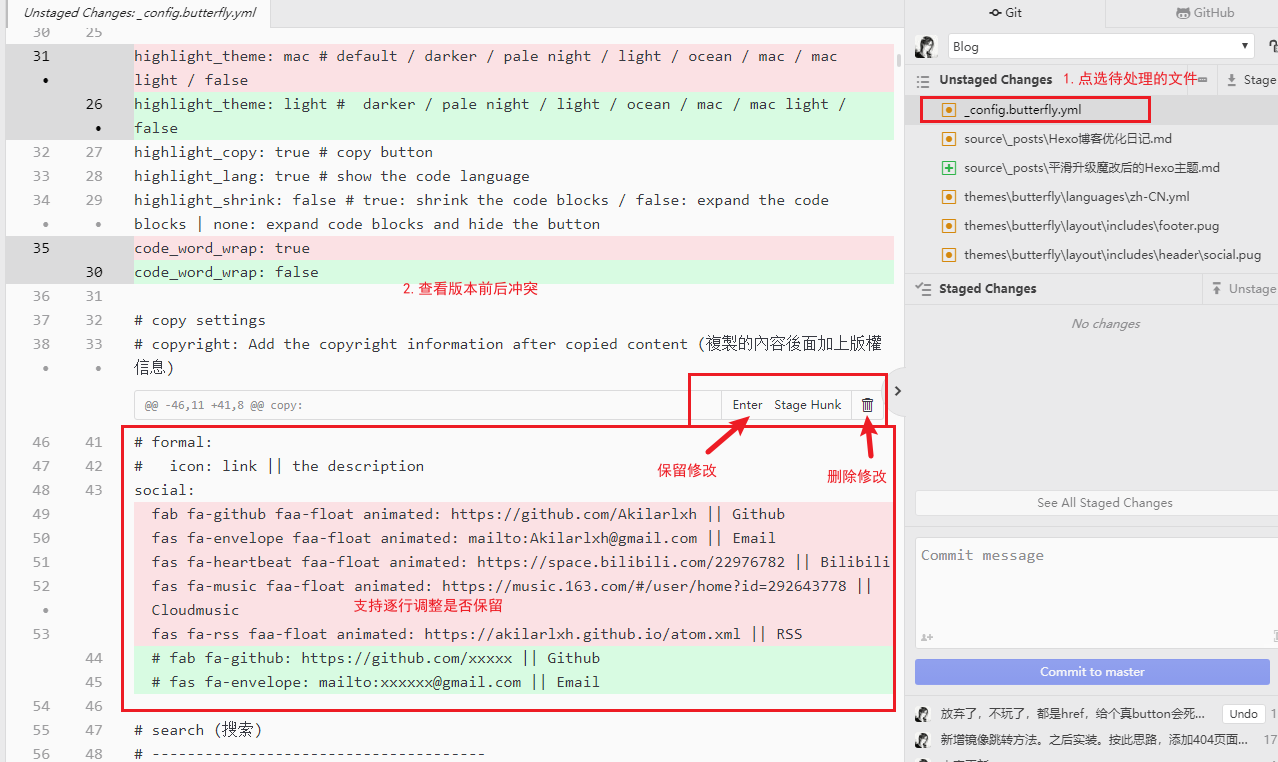 Unstaged Changes: _config.butterfly.yml
30 25
31 highlight_theme: mac # default / darker / pale night / light / ocean / mac / mac
• light / false
26 highlight_theme: light #  darker / pale night / light / ocean / mac / mac light /
• false
32 27 highlight_copy: true # copy button
33 28 highlight_lang: true # show the code language
34 29 highlight_shrink: false # true: shrink the code blocks / false: expand the code
• • blocks | none: expand code blocks and hide the button
35 code_word_wrap: true
30 code_word_wrap: false
2. 查看版本前后冲突
36 31
37 32 # copy settings
38 33 # copyright: Add the copyright information after copied content (複製的內容後面加上版權
• • 信息)
@@ -46,11 +41,8 @@ copy:
Enter Stage Hunk
保留修改
删除修改
46 41 # formal:
47 42 #   icon: link || the description
48 43 social:
49 fab fa-github faa-float animated: https://github.com/Akilarlxh || Github
50 fas fa-envelope faa-float animated: mailto:Akilarlxh@gmail.com || Email
51 fas fa-heartbeat faa-float animated: https://space.bilibili.com/22976782 || Bilibili
52 fas fa-music faa-float animated: https://music.163.com/#/user/home?id=292643778 ||
• Cloudmusic
支持逐行调整是否保留
53 fas fa-rss faa-float animated: https://akilarlxh.github.io/atom.xml || RSS
44 # fab fa-github: https://github.com/xxxxx || Github
45 # fas fa-envelope: mailto:xxxxxx@gmail.com || Email
54 46
55 47 # search (搜索)
56 48 # --------------------------------------
Git
GitHub
Blog
Unstaged Changes
1. 点选待处理的文件
Stage
_config.butterfly.yml
source\_posts\Hexo博客优化日记.md
source\_posts\平滑升级魔改后的Hexo主题.md
themes\butterfly\languages\zh-CN.yml
themes\butterfly\layout\includes\footer.pug
themes\butterfly\layout\includes\header\social.pug
Staged Changes
Unstage
No changes
See All Staged Changes
Commit message
Commit to master
放弃了，不玩了，都是href，给个真button会死...
Undo
1
新增镜像跳转方法。之后实装。按此思路，添加404页面...
17